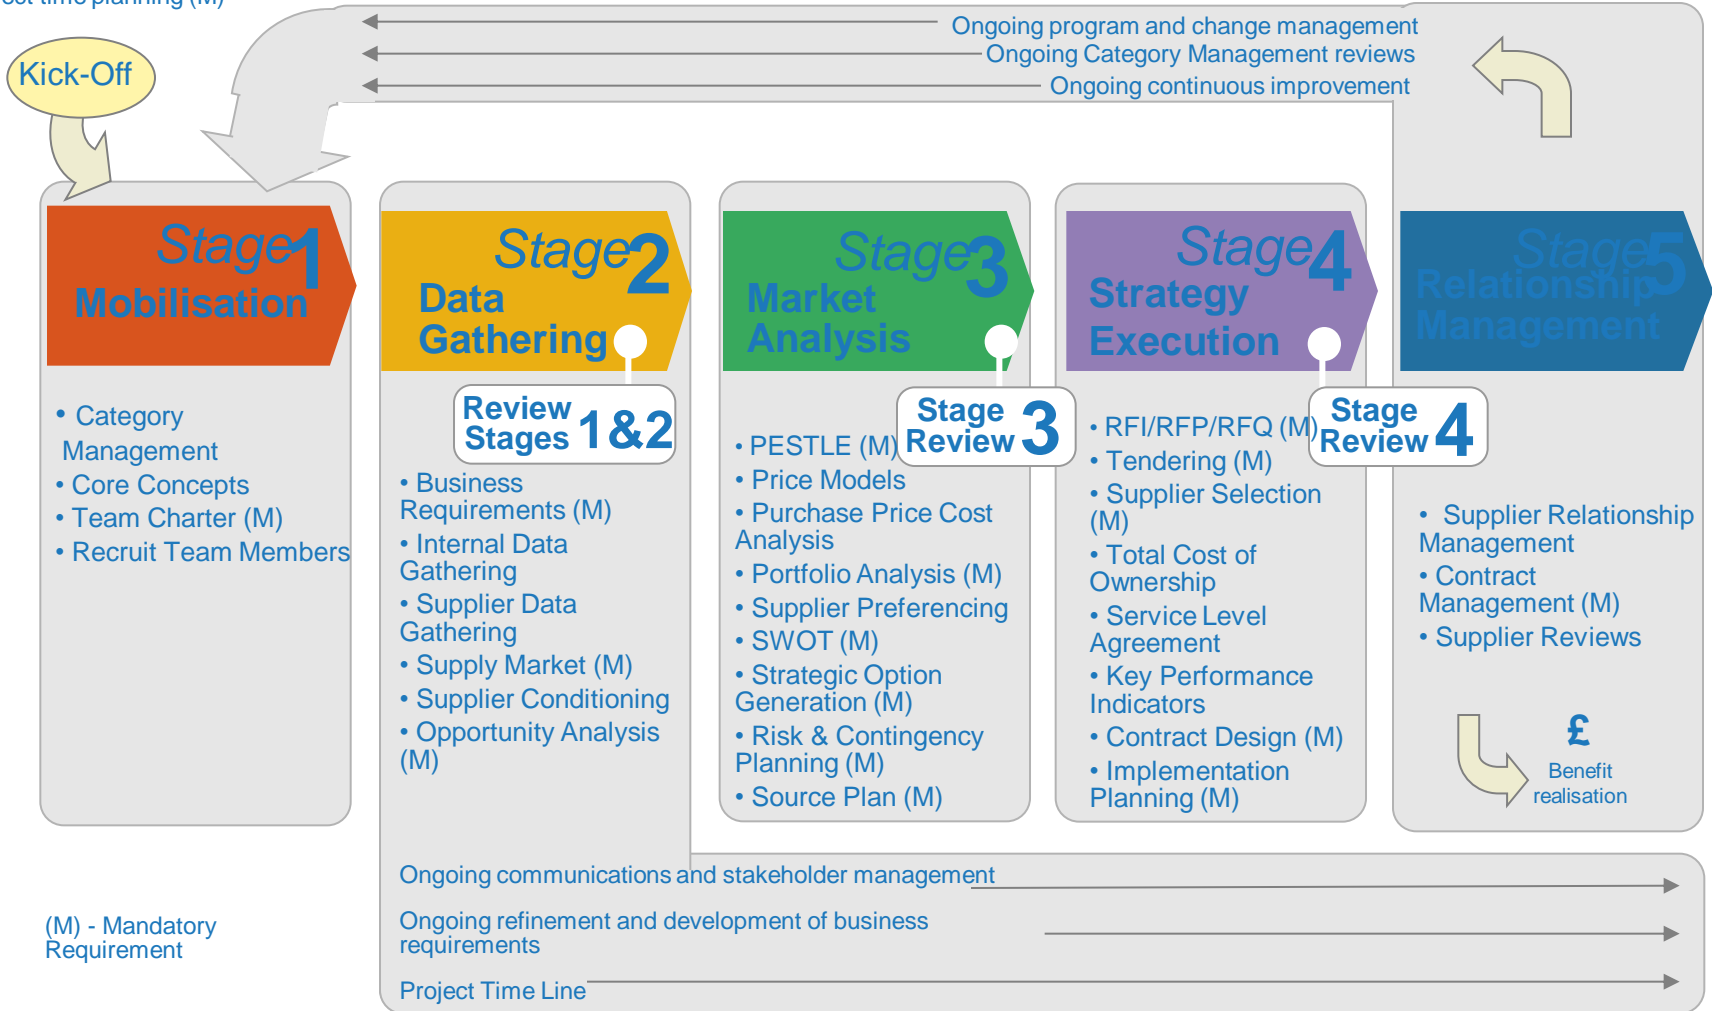 time planning (M)
Ongoing program and change management
Ongoing Category Management reviews
Ongoing continuous improvement
Kick-Off
Stage 1
Mobilisation
• Category
Management
• Core Concepts
• Team Charter (M)
• Recruit Team Members
Stage 2
Data
Gathering
Review
Stages 1&2
• Business
Requirements (M)
• Internal Data
Gathering
• Supplier Data
Gathering
• Supply Market (M)
• Supplier Conditioning
• Opportunity Analysis
(M)
Stage 3
Market
Analysis
Stage
Review 3
• PESTLE (M)
• Price Models
• Purchase Price Cost
Analysis
• Portfolio Analysis (M)
• Supplier Preferencing
• SWOT (M)
• Strategic Option
Generation (M)
• Risk & Contingency
Planning (M)
• Source Plan (M)
Stage 4
Strategy
Execution
Stage
Review 4
• RFI/RFP/RFQ (M)
• Tendering (M)
• Supplier Selection
(M)
• Total Cost of
Ownership
• Service Level
Agreement
• Key Performance
Indicators
• Contract Design (M)
• Implementation
Planning (M)
Stage 5
Relationship
Management
• Supplier Relationship
Management
• Contract
Management (M)
• Supplier Reviews
£
Benefit
realisation
Ongoing communications and stakeholder management
Ongoing refinement and development of business
requirements
Project Time Line
(M) - Mandatory
Requirement